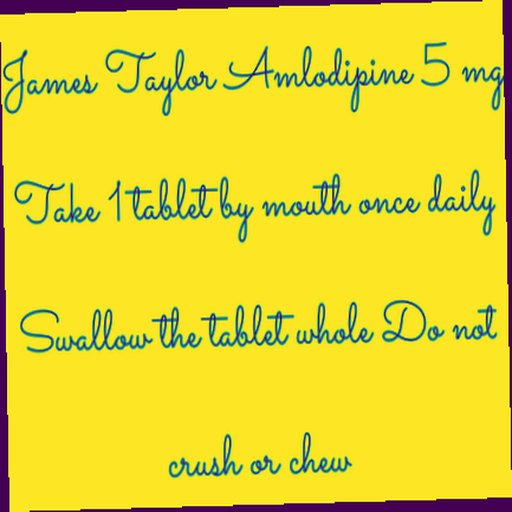 James Taylor Amlodipine 5 mg
Take 1 tablet by mouth once daily
Swallow the tablet whole Do not
crush or chew